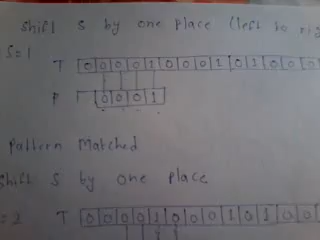 Shift S by one place (left to rig
S=1 T 0 0 0 0 1 0 0 0 1 0 1 0 0 0
P 0 0 0 1
Pattern Matched
Shift S by one place
=2 T 0 0 0 0 1 0 0 0 1 0 1 0 0 0